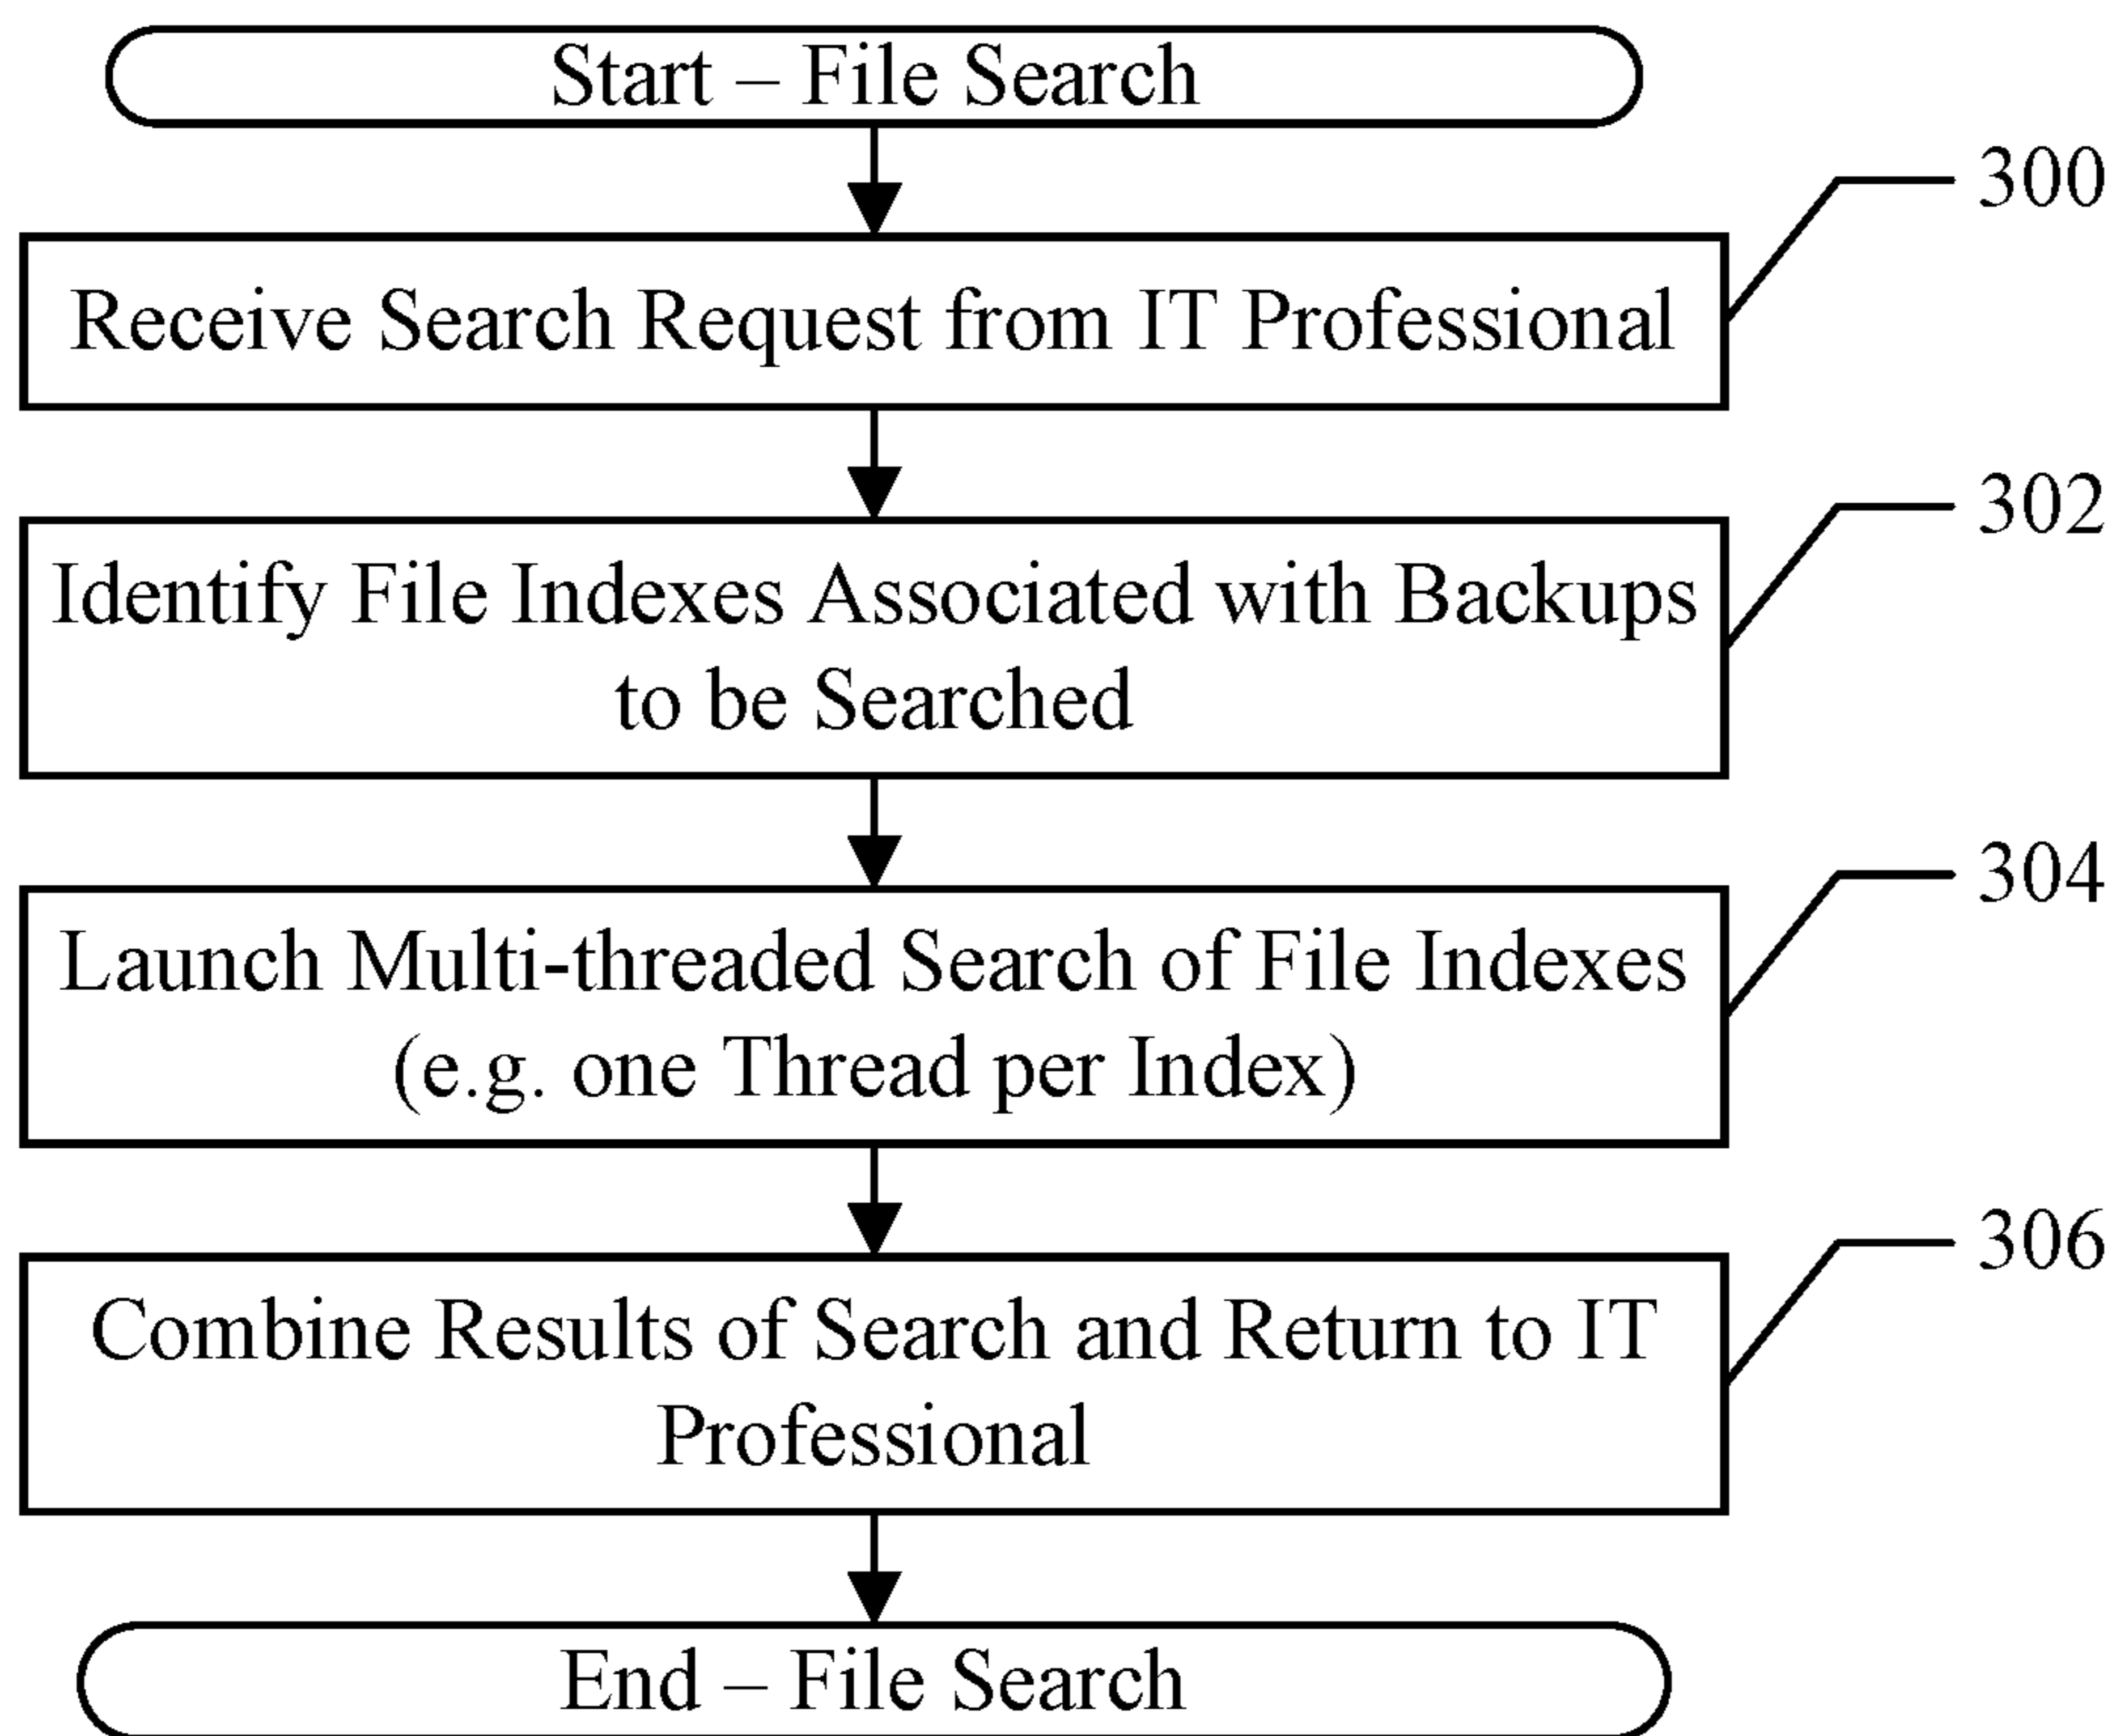 Start – File Search
300
Receive Search Request from IT Professional
302
Identify File Indexes Associated with Backups
to be Searched
304
Launch Multi-threaded Search of File Indexes
(e.g. one Thread per Index)
306
Combine Results of Search and Return to IT
Professional
End – File Search